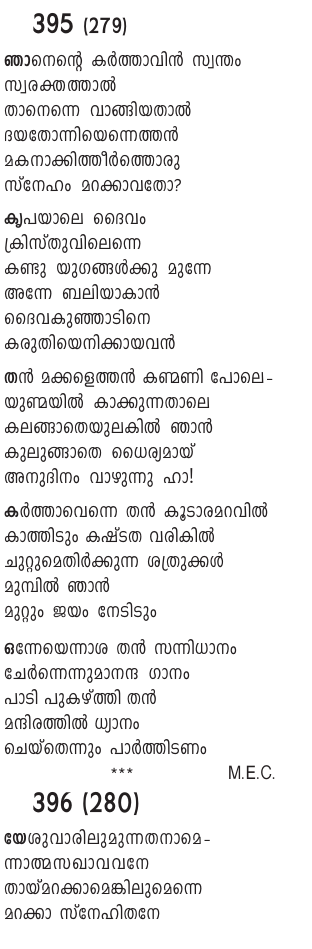 395 (279)
ഞാനെന്റെ കർത്താവിൻ സ്വന്തം
സ്വരക്തത്താൽ
താനെന്നെ വാങ്ങിയതാൽ
ദയതോന്നിയെന്നെത്തൻ
മകനാക്കിത്തീർത്തൊരു
സ്നേഹം മറക്കാവതോ?
കൃപയാലെ ദൈവം
ക്രിസ്തുവിലെന്നെ
കണ്ടു യുഗങ്ങൾക്കു മുന്നേ
അന്നേ ബലിയാകാൻ
ദൈവകുഞ്ഞാടിനെ
കരുതിയെനിക്കായവൻ
തൻ മക്കളെത്തൻ കണ്മണി പോലെ-
യുണ്മയിൽ കാക്കുന്നതാലെ
കലങ്ങാതെയുലകിൽ ഞാൻ
കുലുങ്ങാതെ ധൈര്യമായ്
അനുദിനം വാഴുന്നു ഹാ!
കർത്താവെന്നെ തൻ കൂടാരമറവിൽ
കാത്തിടും കഷ്ടത വരികിൽ
ചുറ്റുമെതിർക്കുന്ന ശത്രുക്കൾ
മുമ്പിൽ ഞാൻ
മുറ്റും ജയം നേടിടും
ഒന്നേയെന്നാശ തൻ സന്നിധാനം
ചേർന്നെന്നുമാനന്ദ ഗാനം
പാടി പുകഴ്ത്തി തൻ
മന്ദിരത്തിൽ ധ്യാനം
ചെയ്തെന്നും പാർത്തിടണം
*** M.E.C.
396 (280)
യേശുവാരിലുമുന്നതനാമെ-
ന്നാത്മസഖാവവനേ
തായ്മറക്കാമെങ്കിലുമെന്നെ
മറക്കാ സ്നേഹിതനേ